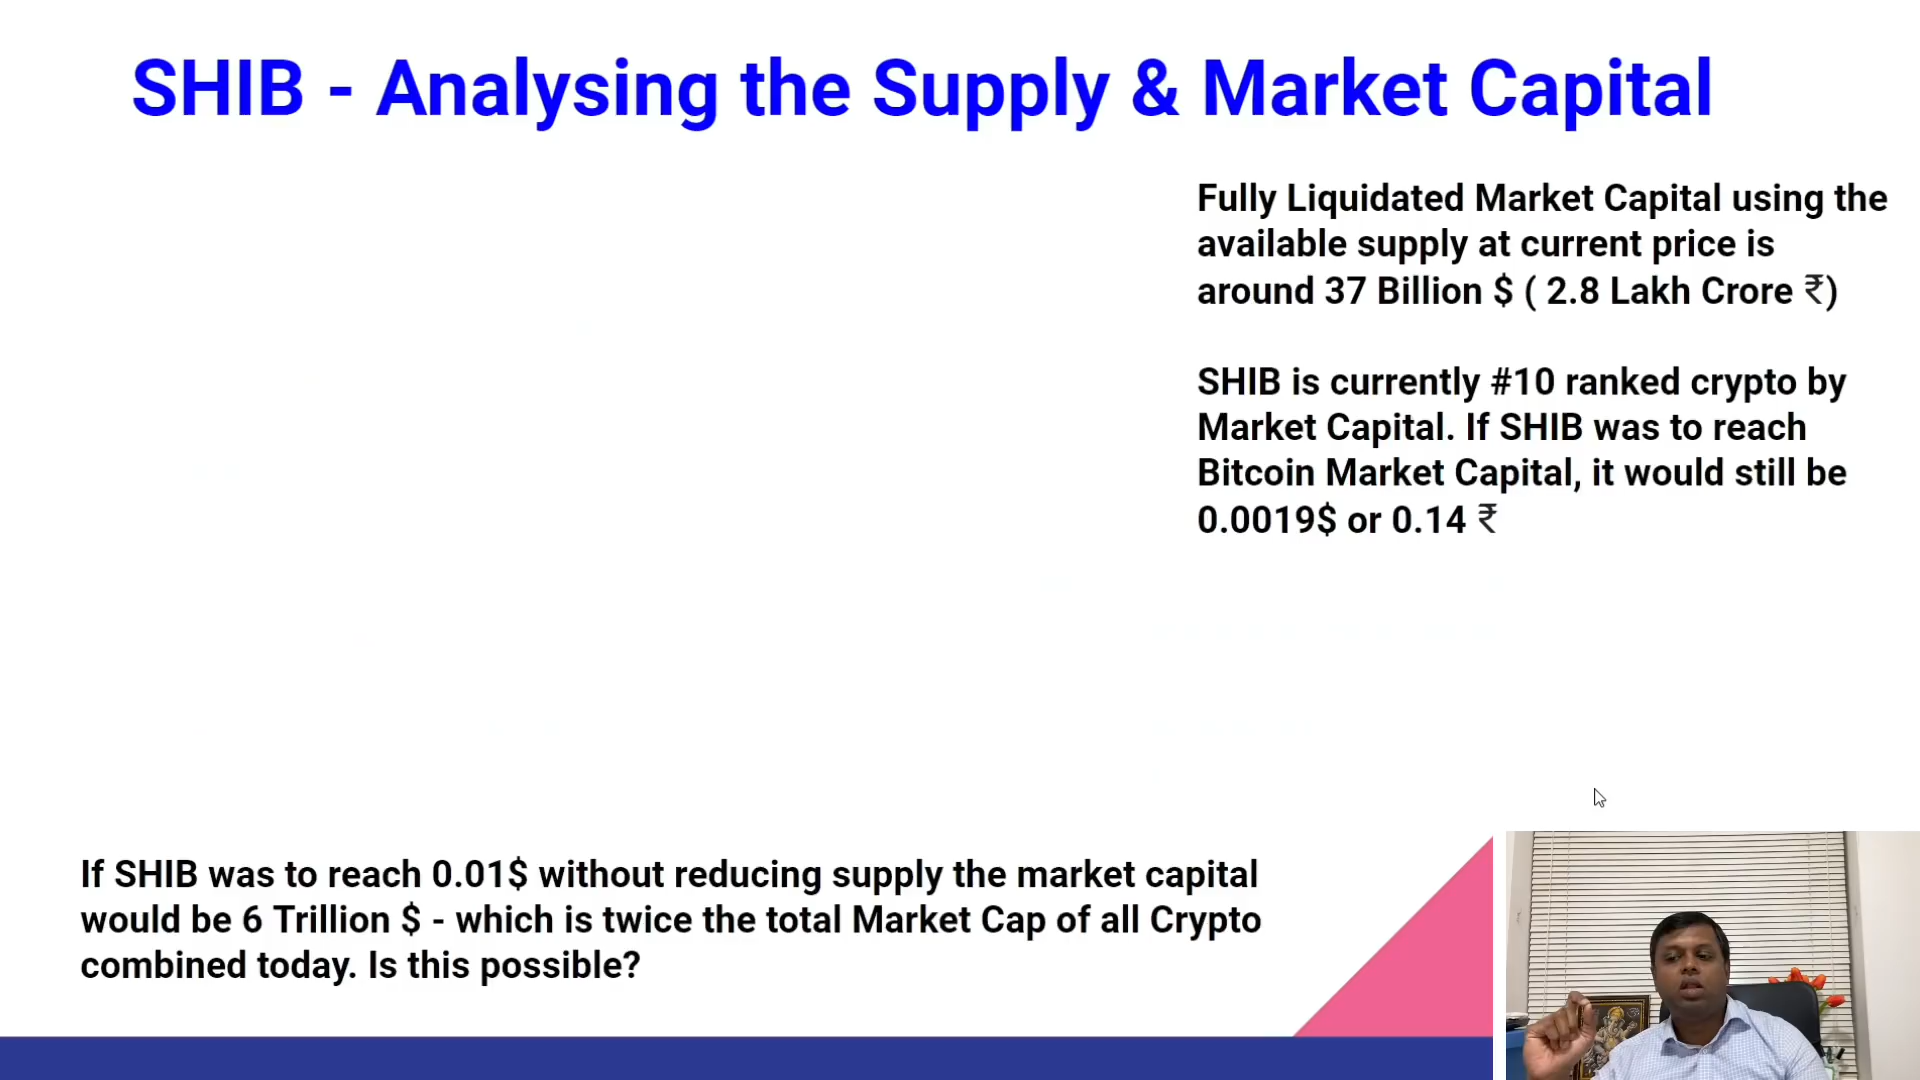 SHIB - Analysing the Supply & Market Capital
Fully Liquidated Market Capital using the
available supply at current price is
around 37 Billion $ ( 2.8 Lakh Crore ₹)
SHIB is currently #10 ranked crypto by
Market Capital. If SHIB was to reach
Bitcoin Market Capital, it would still be
0.0019$ or 0.14 ₹
If SHIB was to reach 0.01$ without reducing supply the market capital
would be 6 Trillion $ - which is twice the total Market Cap of all Crypto
combined today. Is this possible?